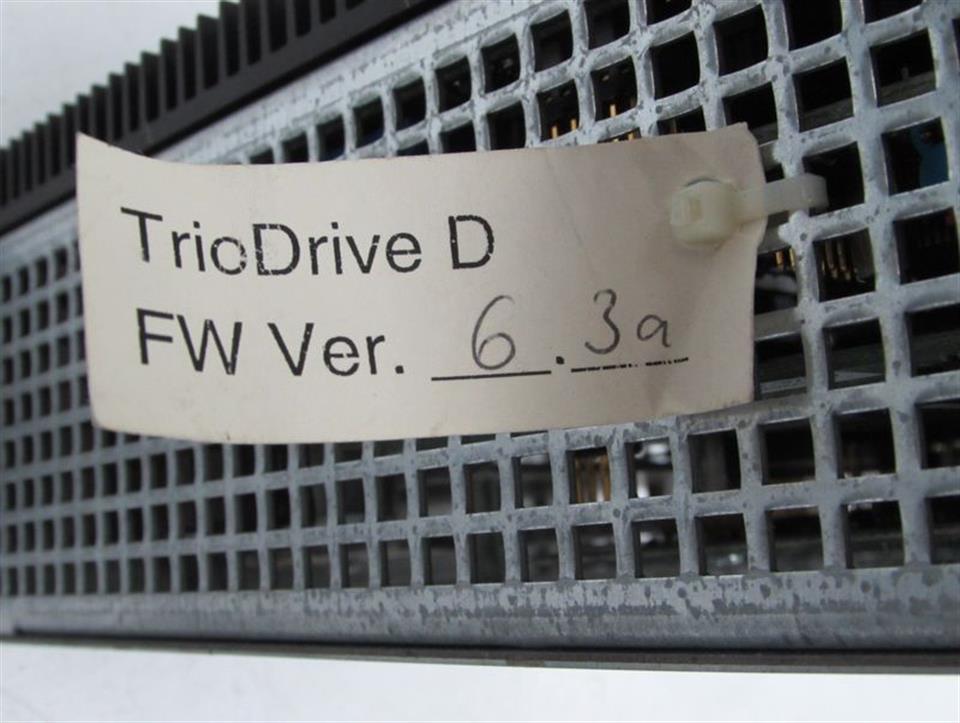 TrioDrive D
FW Ver. 6.3a